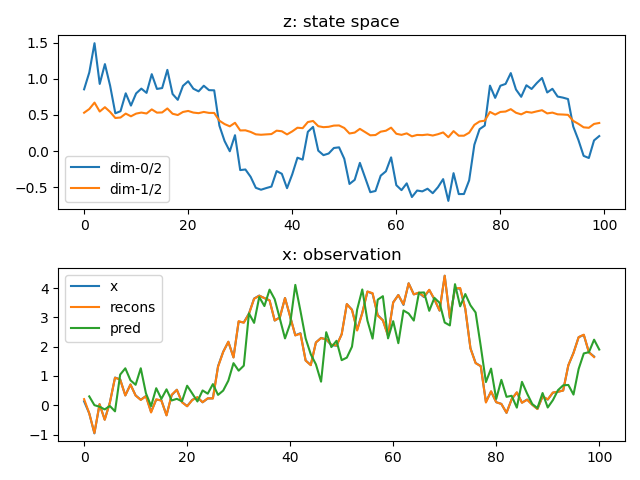 z: state space
1.5
1.0
0.5
0.0
−0.5
dim-0/2
dim-1/2
0 20 40 60 80 100
x: observation
4
3
2
1
0
−1
x
recons
pred
0 20 40 60 80 100